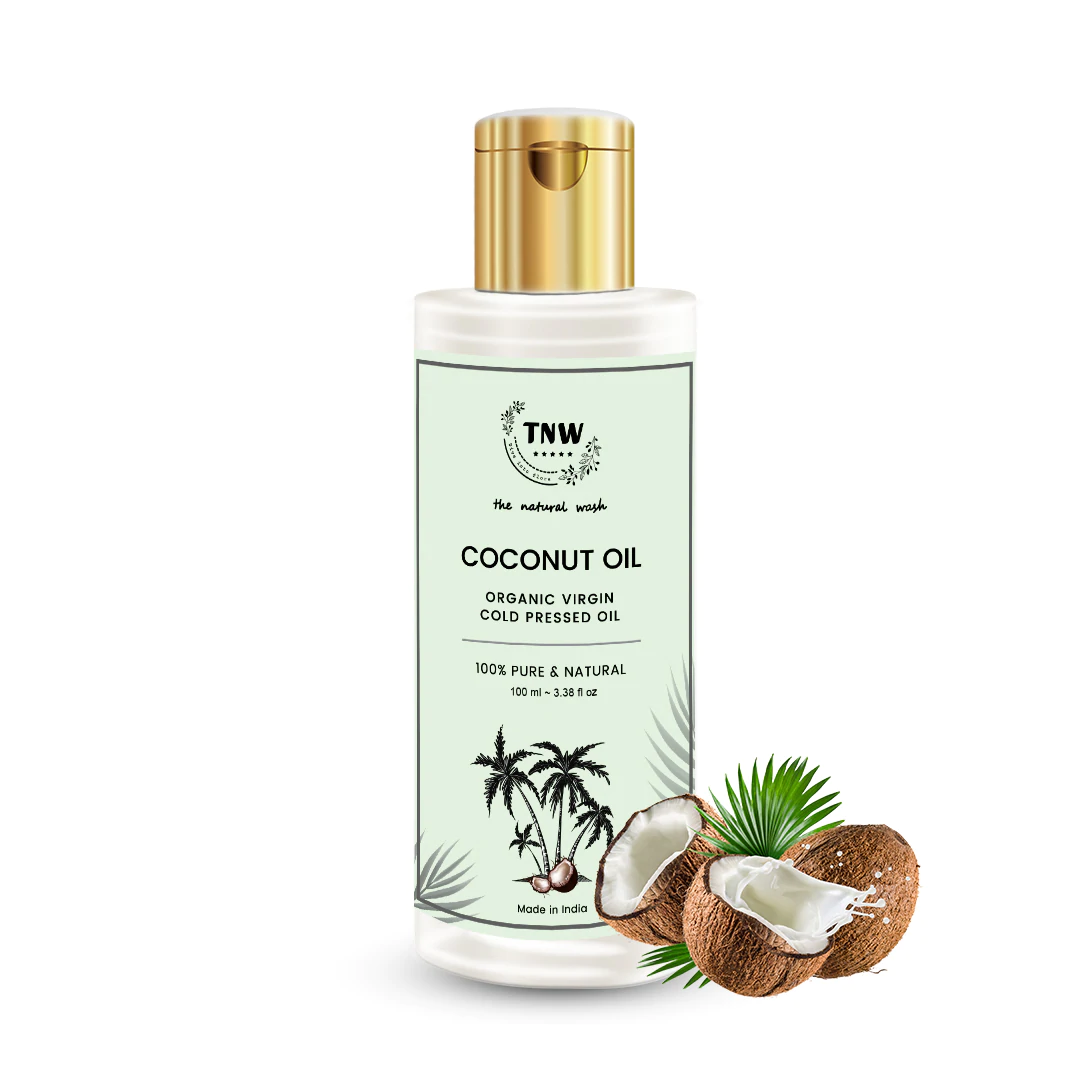 TNW
the natural wash
COCONUT OIL
ORGANIC VIRGIN
COLD PRESSED OIL
100% PURE & NATURAL
100 ml ~ 3.38 fl oz
Made in India